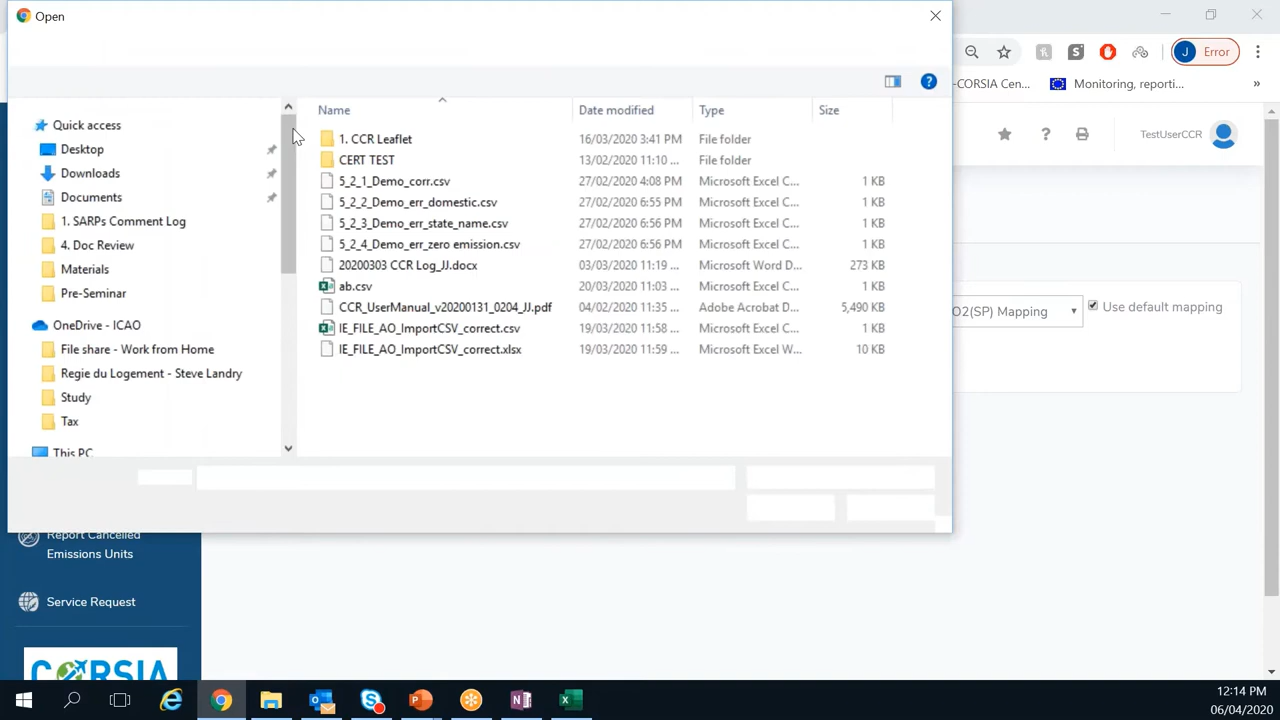 Open
Error
-CORSIA Cen...
Monitoring, reporti...
»
Name
Date modified
Type
Size
Quick access
Desktop
Downloads
Documents
1. SARPs Comment Log
4. Doc Review
Materials
Pre-Seminar
OneDrive - ICAO
File share - Work from Home
Regie du Logement - Steve Landry
Study
Tax
This PC
1. CCR Leaflet 16/03/2020 3:41 PM File folder
CERT TEST 13/02/2020 11:10 ... File folder
5_2_1_Demo_corr.csv 27/02/2020 4:08 PM Microsoft Excel C... 1 KB
5_2_2_Demo_err_domestic.csv 27/02/2020 6:55 PM Microsoft Excel C... 1 KB
5_2_3_Demo_err_state_name.csv 27/02/2020 6:56 PM Microsoft Excel C... 1 KB
5_2_4_Demo_err_zero emission.csv 27/02/2020 6:56 PM Microsoft Excel C... 1 KB
20200303 CCR Log_JJ.docx 03/03/2020 11:19 ... Microsoft Word D... 273 KB
ab.csv 20/03/2020 11:03 ... Microsoft Excel C... 1 KB
CCR_UserManual_v20200131_0204_JJ.pdf 04/02/2020 11:35 ... Adobe Acrobat D... 5,490 KB
IE_FILE_AO_ImportCSV_correct.csv 19/03/2020 11:58 ... Microsoft Excel C... 1 KB
IE_FILE_AO_ImportCSV_correct.xlsx 19/03/2020 11:59 ... Microsoft Excel W... 10 KB
TestUserCCR
O2(SP) Mapping
Use default mapping
Report Cancelled
Emissions Units
Service Request
CORSIA
12:14 PM
06/04/2020